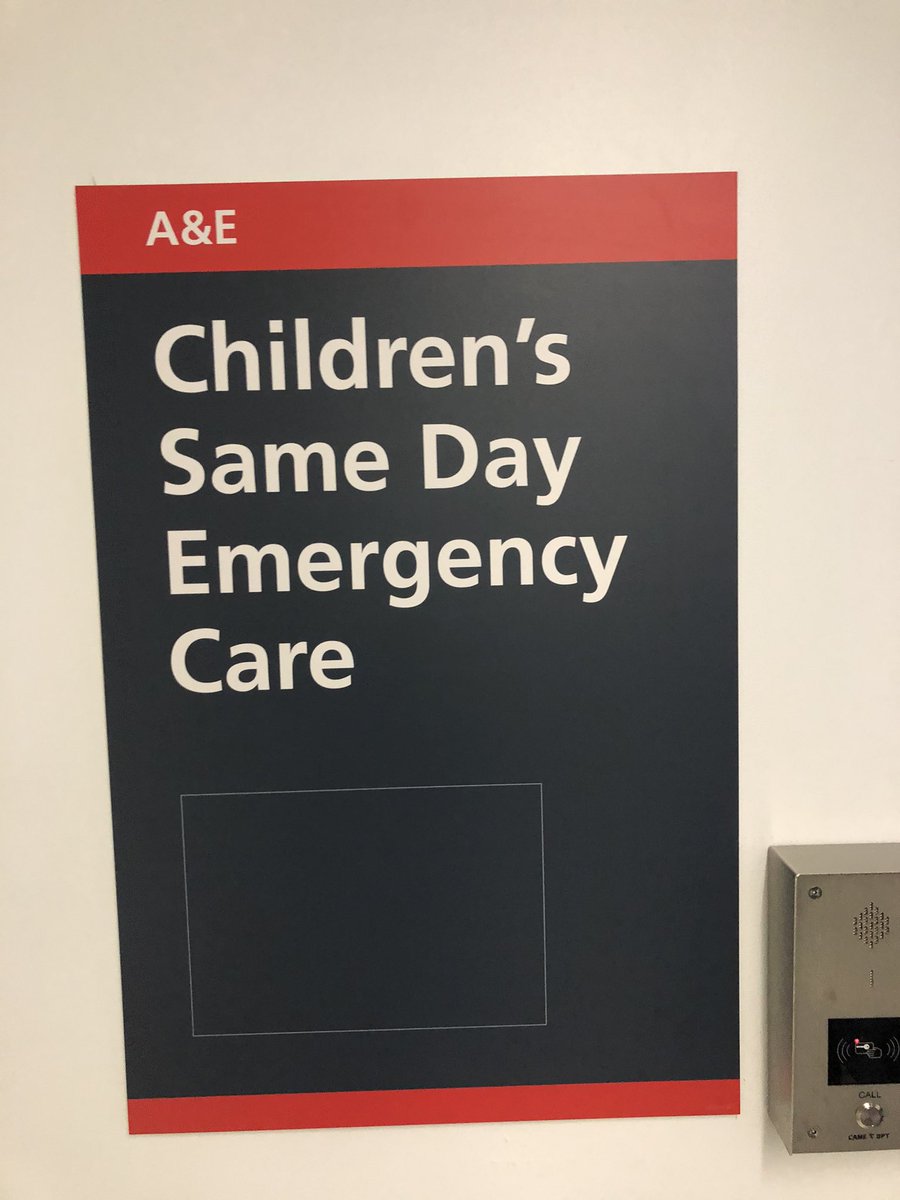 A&E
Children's
Same Day
Emergency
Care
CALL